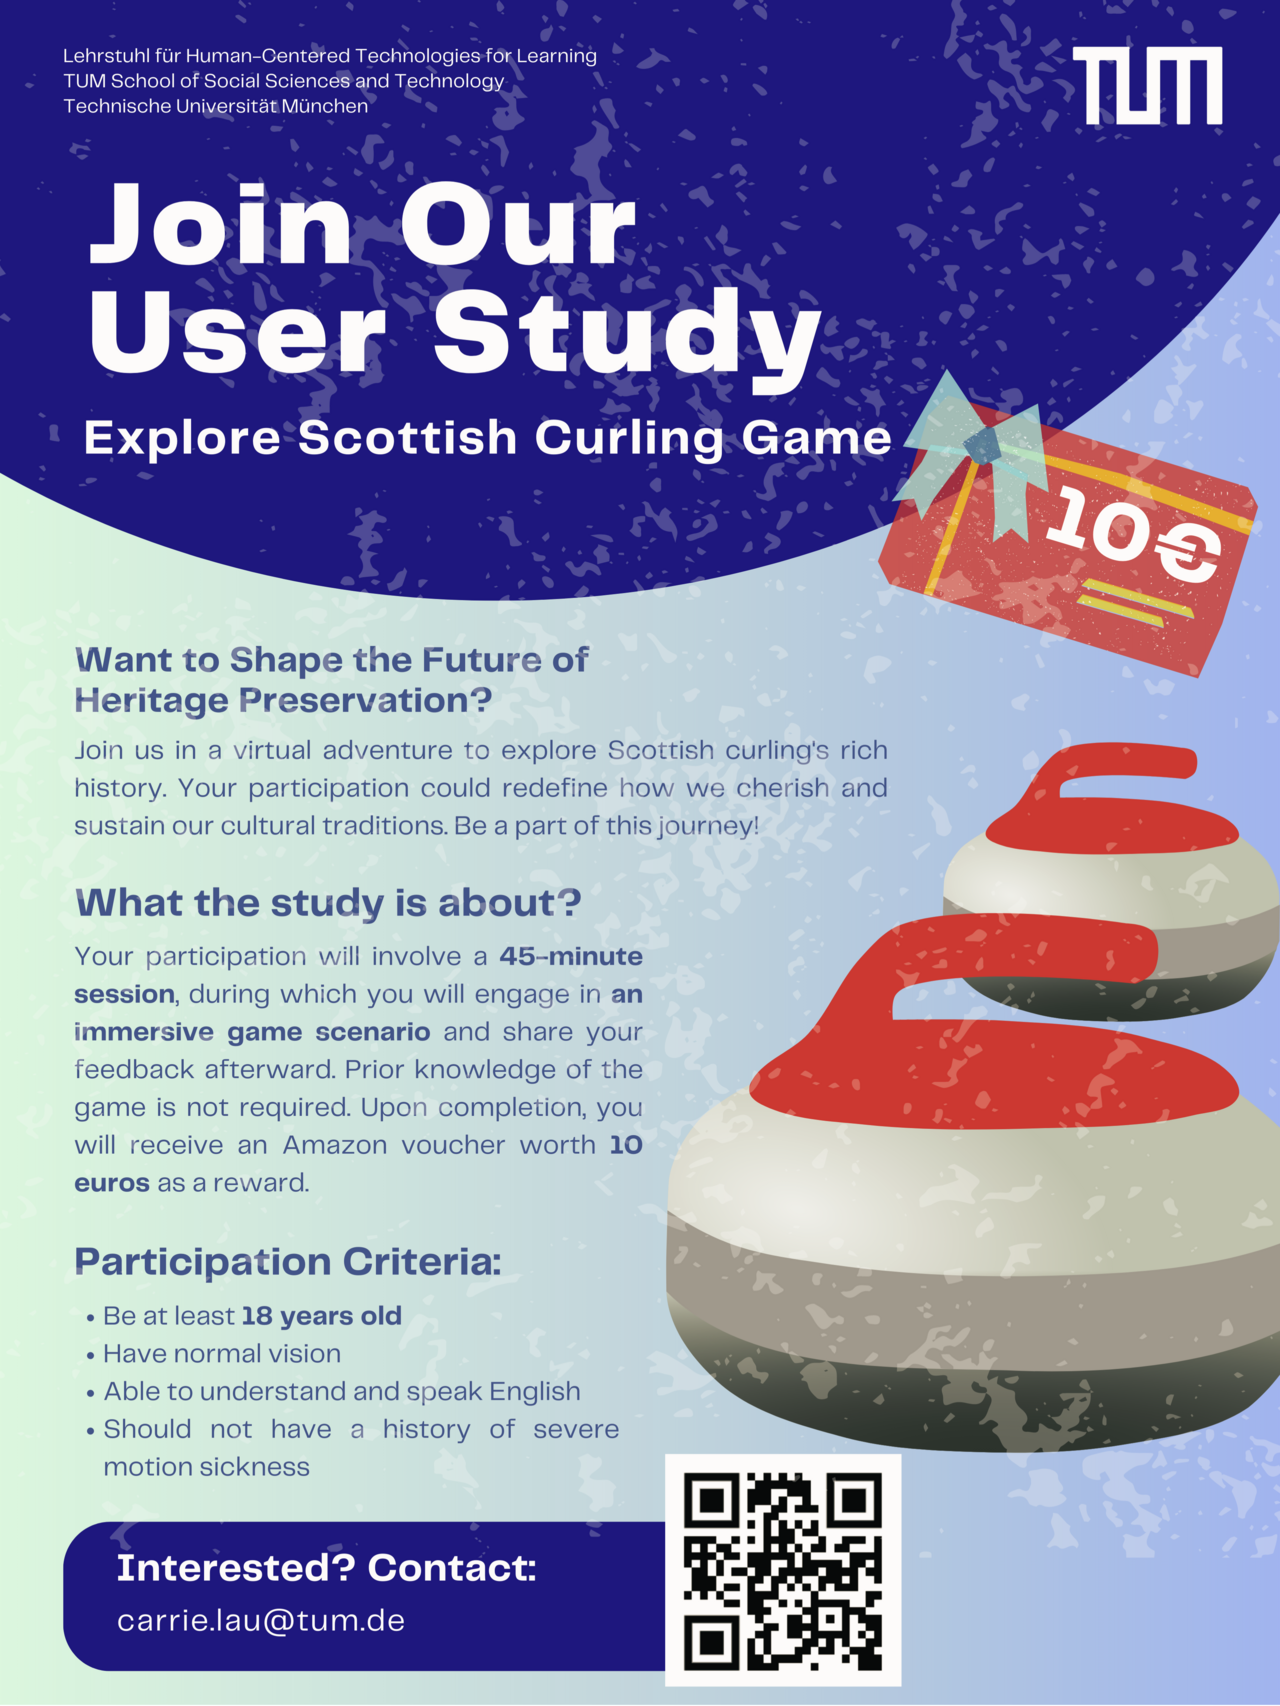 Lehrstuhl für Human-Centered Technologies for Learning
TUM School of Social Sciences and Technology
Technische Universität München
TUM
Join Our
User Study
Explore Scottish Curling Game
10€
Want to Shape the Future of
Heritage Preservation?
Join us in a virtual adventure to explore Scottish curling's rich
history. Your participation could redefine how we cherish and
sustain our cultural traditions. Be a part of this journey!
What the study is about?
Your participation will involve a 45-minute
session, during which you will engage in an
immersive game scenario and share your
feedback afterward. Prior knowledge of the
game is not required. Upon completion, you
will receive an Amazon voucher worth 10
euros as a reward.
Participation Criteria:
• Be at least 18 years old
• Have normal vision
• Able to understand and speak English
• Should not have a history of severe
motion sickness
Interested? Contact:
carrie.lau@tum.de